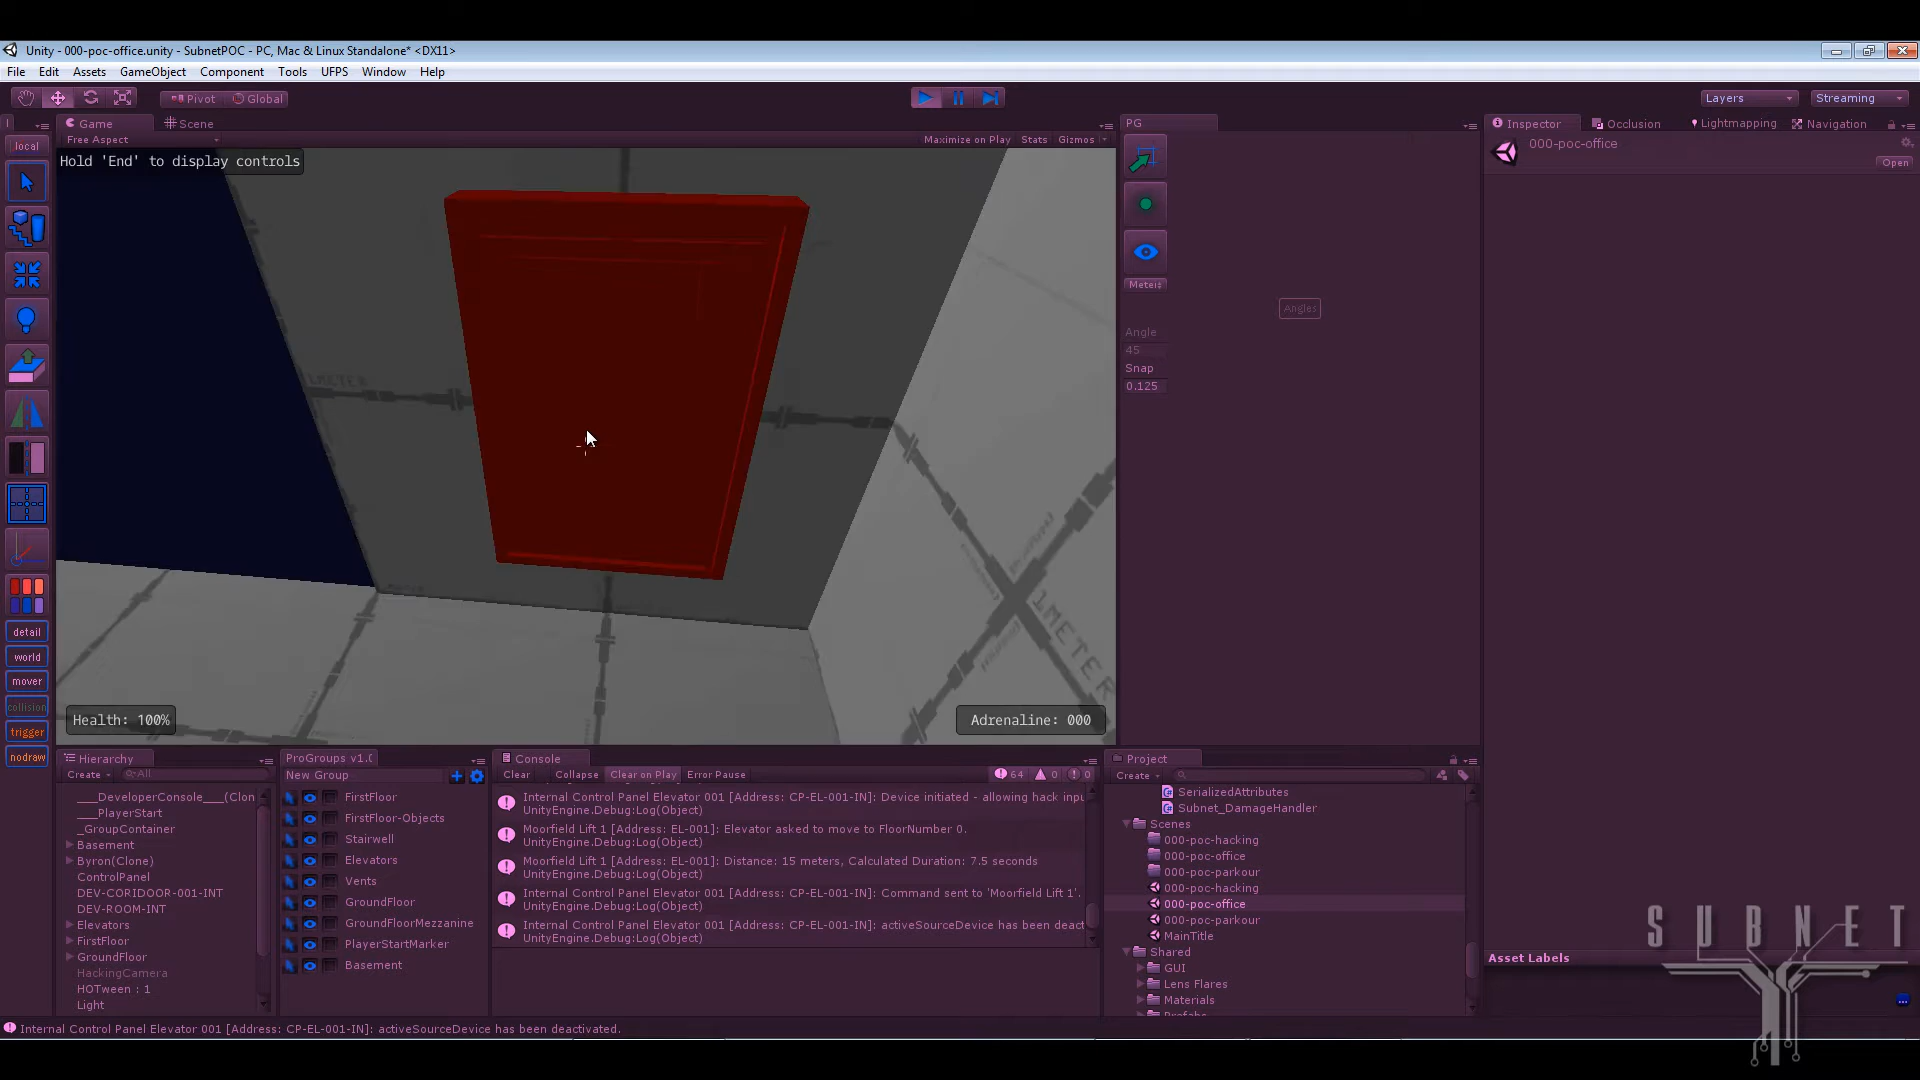 Unity - 000-poc-office.unity - SubnetPOC - PC, Mac & Linux Standalone* <DX11>
File Edit Assets GameObject Component Tools UFPS Window Help
Pivot Global Layers Streaming
Game Scene PG Inspector Occlusion Lightmapping Navigation
Free Aspect Maximize on Play Stats Gizmos
000-poc-office
Open
local
Hold 'End' to display controls
Angles
Angle
45
Snap
0.125
1METER
detail
world
mover
collision
trigger
nodraw
Health: 100%
Adrenaline: 000
Hierarchy
Create All
___DeveloperConsole___(Clon
___PlayerStart
_GroupContainer
Basement
Byron(Clone)
ControlPanel
DEV-CORIDOOR-001-INT
DEV-ROOM-INT
Elevators
FirstFloor
GroundFloor
HackingCamera
HOTween : 1
Light
ProGroups v1.0
New Group
FirstFloor
FirstFloor-Objects
Stairwell
Elevators
Vents
GroundFloor
GroundFloorMezzanine
PlayerStartMarker
Basement
Console
Clear Collapse Clear on Play Error Pause 64 0 0
Internal Control Panel Elevator 001 [Address: CP-EL-001-IN]: Device initiated - allowing hack inpu
UnityEngine.Debug:Log(Object)
Moorfield Lift 1 [Address: EL-001]: Elevator asked to move to FloorNumber 0.
UnityEngine.Debug:Log(Object)
Moorfield Lift 1 [Address: EL-001]: Distance: 15 meters, Calculated Duration: 7.5 seconds
UnityEngine.Debug:Log(Object)
Internal Control Panel Elevator 001 [Address: CP-EL-001-IN]: Command sent to 'Moorfield Lift 1'.
UnityEngine.Debug:Log(Object)
Internal Control Panel Elevator 001 [Address: CP-EL-001-IN]: activeSourceDevice has been deact
UnityEngine.Debug:Log(Object)
Project
Create
SerializedAttributes
Subnet_DamageHandler
Scenes
000-poc-hacking
000-poc-office
000-poc-parkour
000-poc-hacking
000-poc-office
000-poc-parkour
MainTitle
Shared
GUI
Lens Flares
Materials
Prefabs
SUBNET
Asset Labels
Internal Control Panel Elevator 001 [Address: CP-EL-001-IN]: activeSourceDevice has been deactivated.